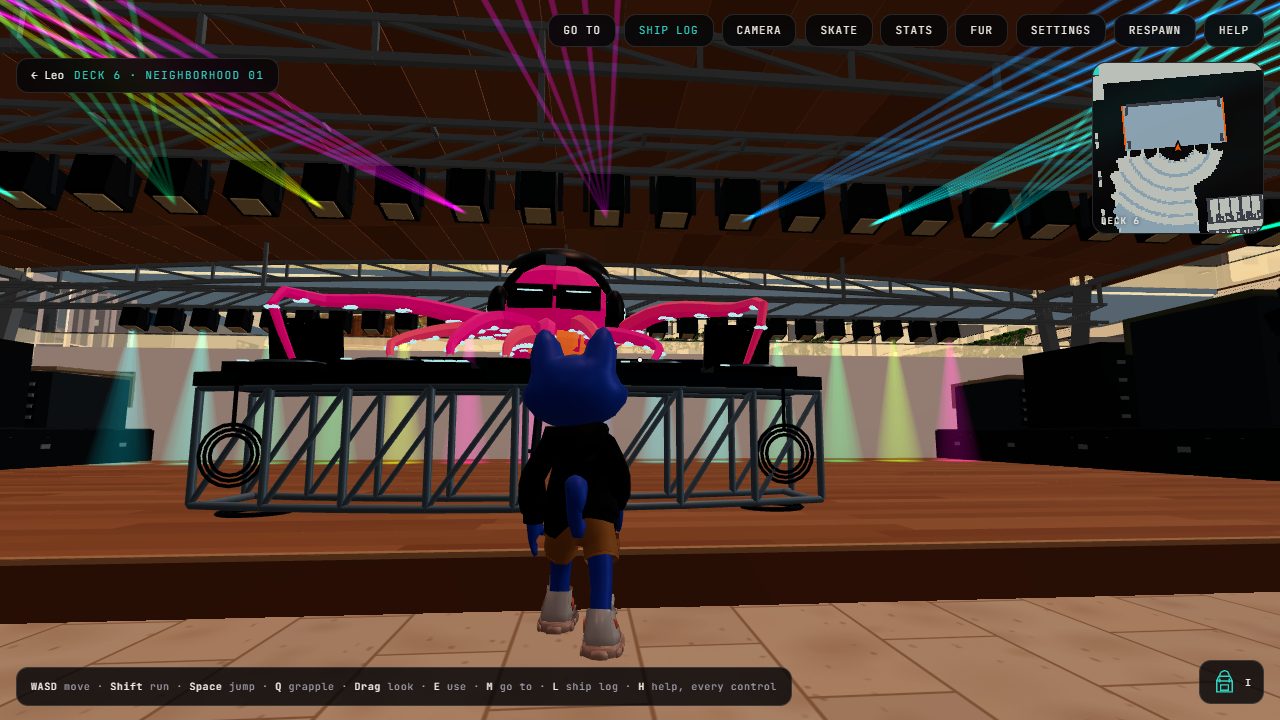 GO TO
SHIP LOG
CAMERA
SKATE
STATS
FUR
SETTINGS
RESPAWN
HELP
← Leo DECK 6 · NEIGHBORHOOD 01
DECK 6
WASD move · Shift run · Space jump · Q grapple · Drag look · E use · M go to · L ship log · H help, every control
I